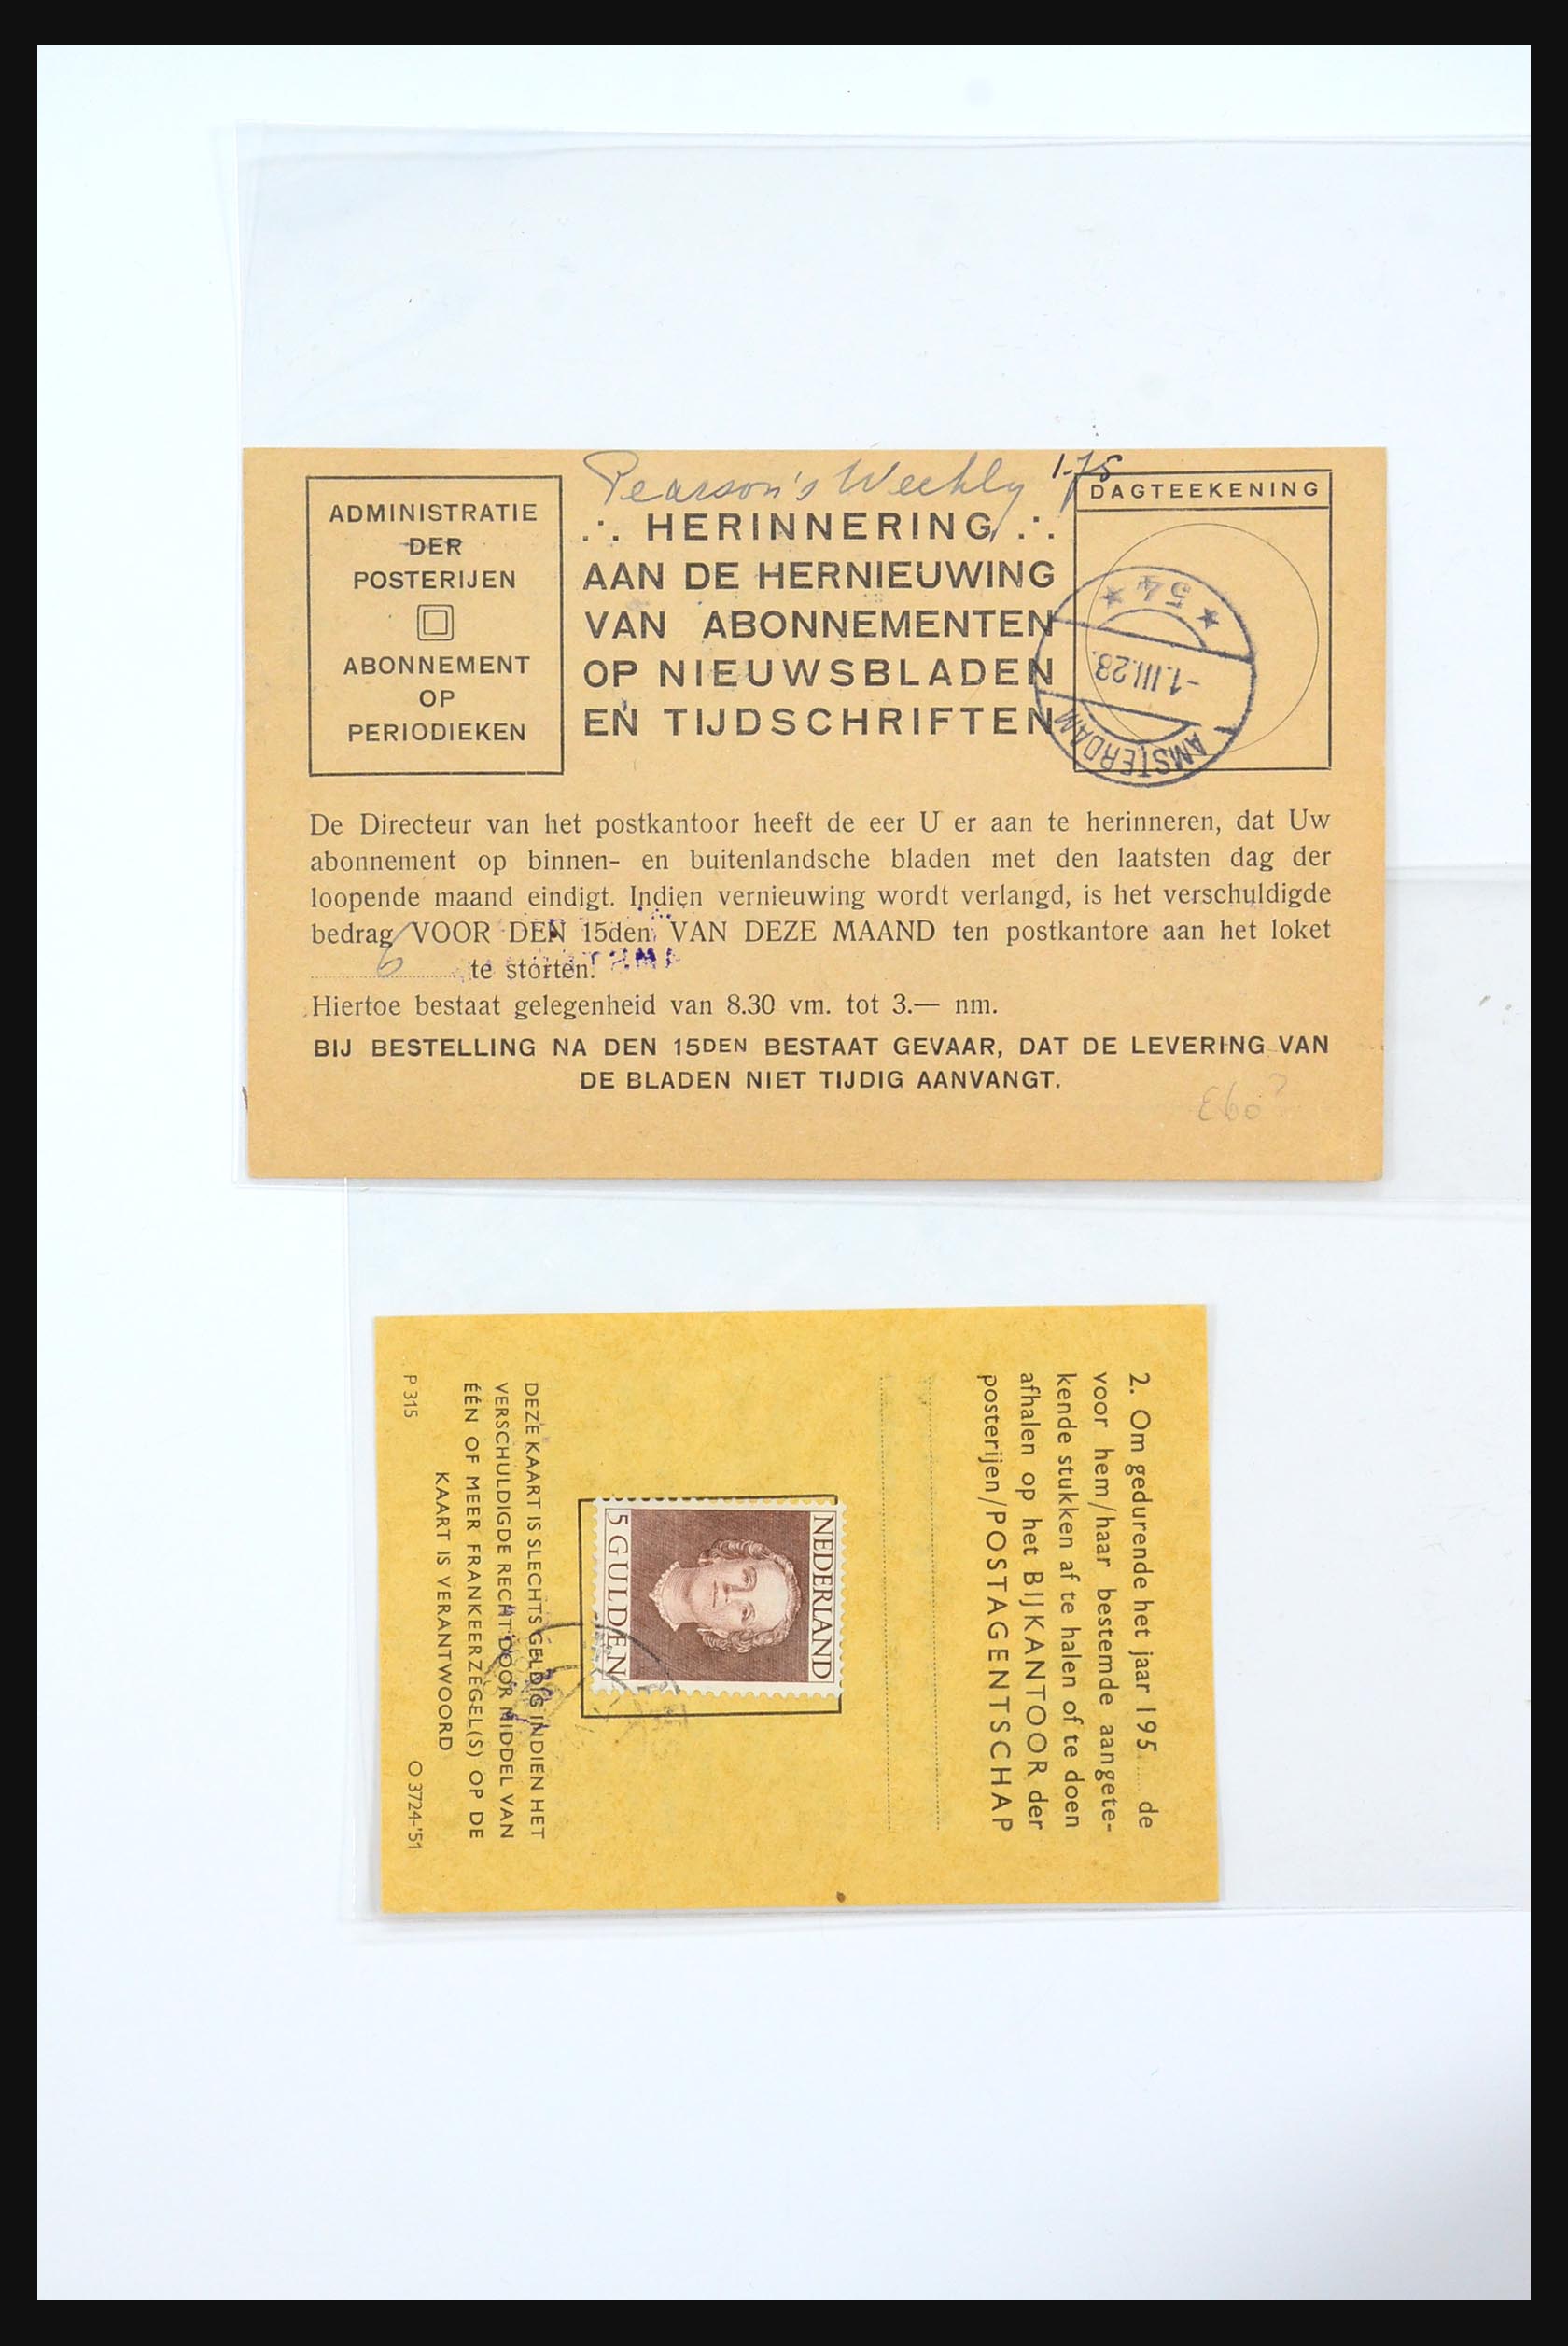 Pearson's Weekly 1.75
ADMINISTRATIE
DER
POSTERIJEN
ABONNEMENT
OP
PERIODIEKEN
∴ HERINNERING ∴
AAN DE HERNIEUWING
VAN ABONNEMENTEN
OP NIEUWSBLADEN
EN TIJDSCHRIFTEN
DAGTEEKENING
* 54 *
-1.III.28.
AMSTERDAM
De Directeur van het postkantoor heeft de eer U er aan te herinneren, dat Uw
abonnement op binnen- en buitenlandsche bladen met den laatsten dag der
loopende maand eindigt. Indien vernieuwing wordt verlangd, is het verschuldigde
bedrag VOOR DEN 15den VAN DEZE MAAND ten postkantore aan het loket
6 te storten.
Hiertoe bestaat gelegenheid van 8.30 vm. tot 3.— nm.
BIJ BESTELLING NA DEN 15DEN BESTAAT GEVAAR, DAT DE LEVERING VAN
DE BLADEN NIET TIJDIG AANVANGT.
2. Om gedurende het jaar 195..... de
voor hem/haar bestemde aangete-
kende stukken af te halen of te doen
afhalen op het BIJKANTOOR der
posterijen/POSTAGENTSCHAP
NEDERLAND
5 GULDEN
DEZE KAART IS SLECHTS GELDIG INDIEN HET
VERSCHULDIGDE RECHT DOOR MIDDEL VAN
ÉÉN OF MEER FRANKEERZEGEL(S) OP DE
KAART IS VERANTWOORD
P 315
O 3724-'51